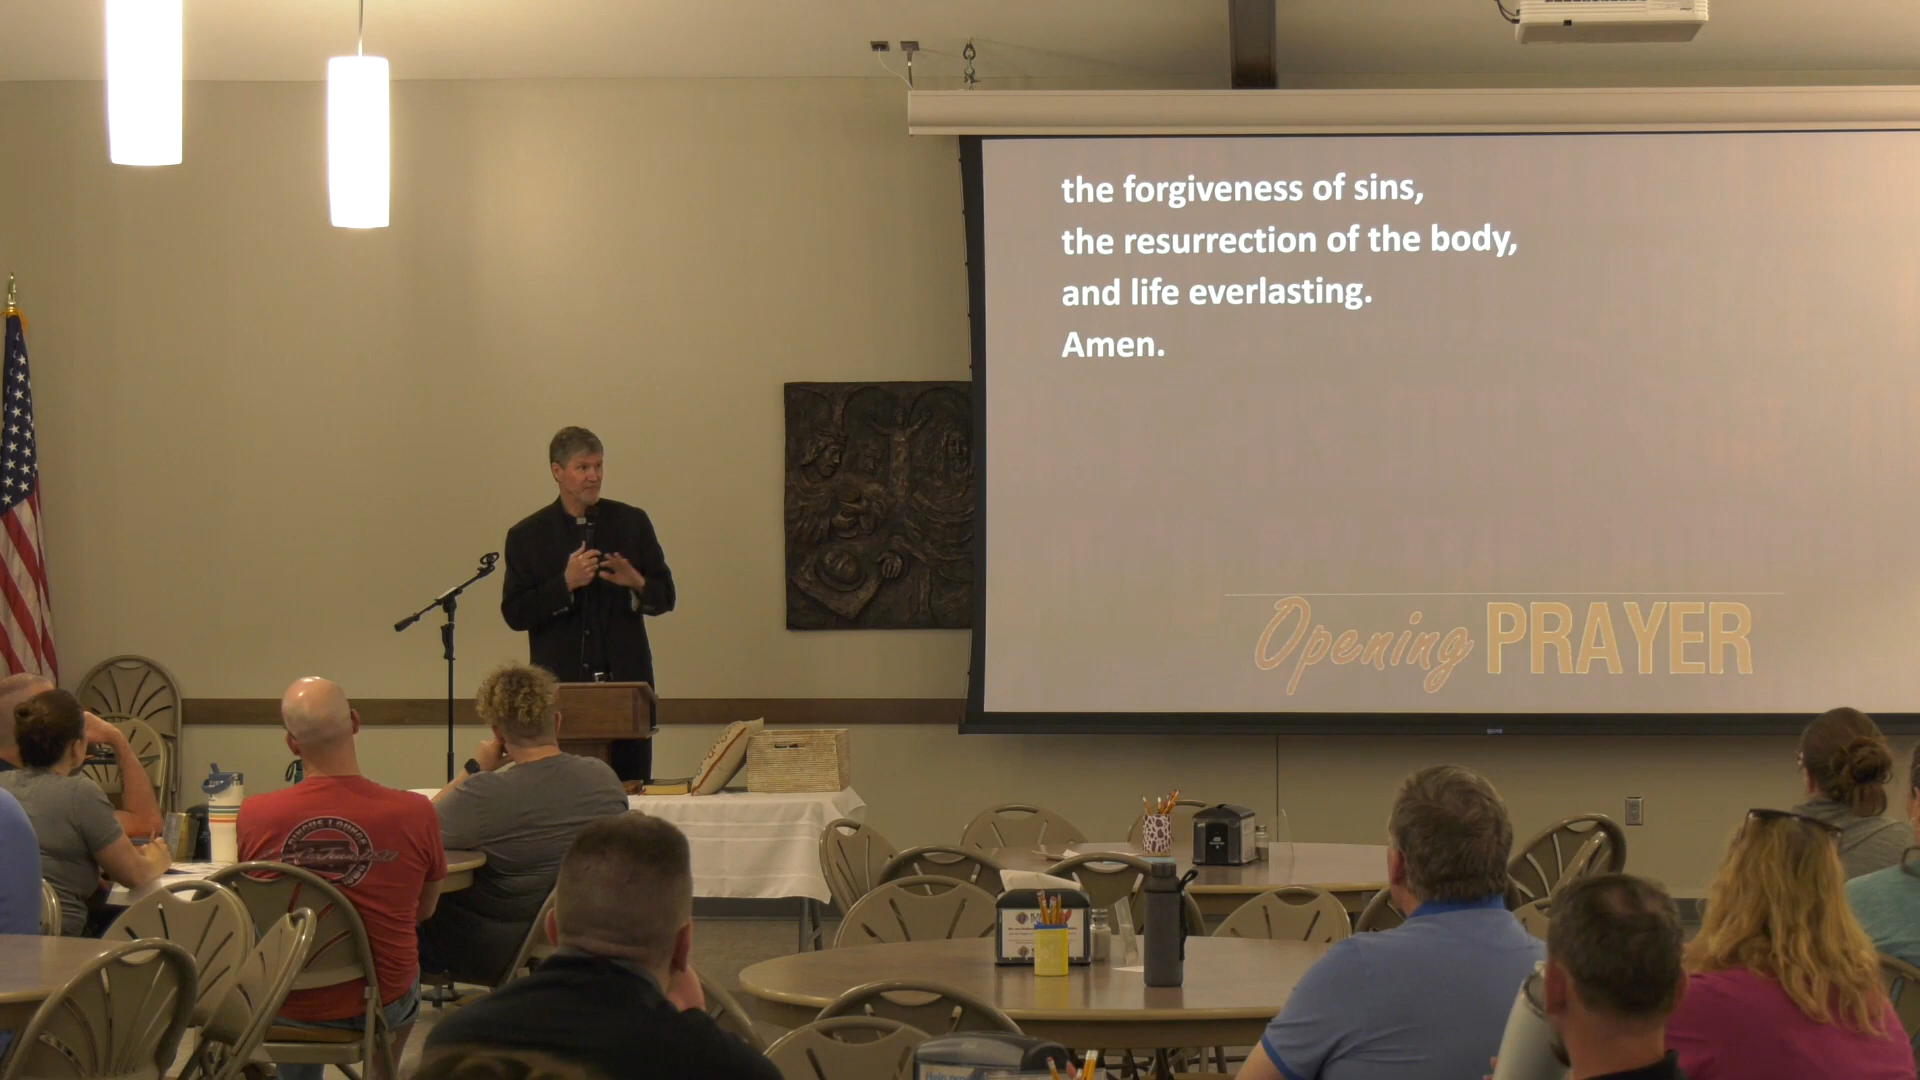 the forgiveness of sins,
the resurrection of the body,
and life everlasting.
Amen.
Opening PRAYER